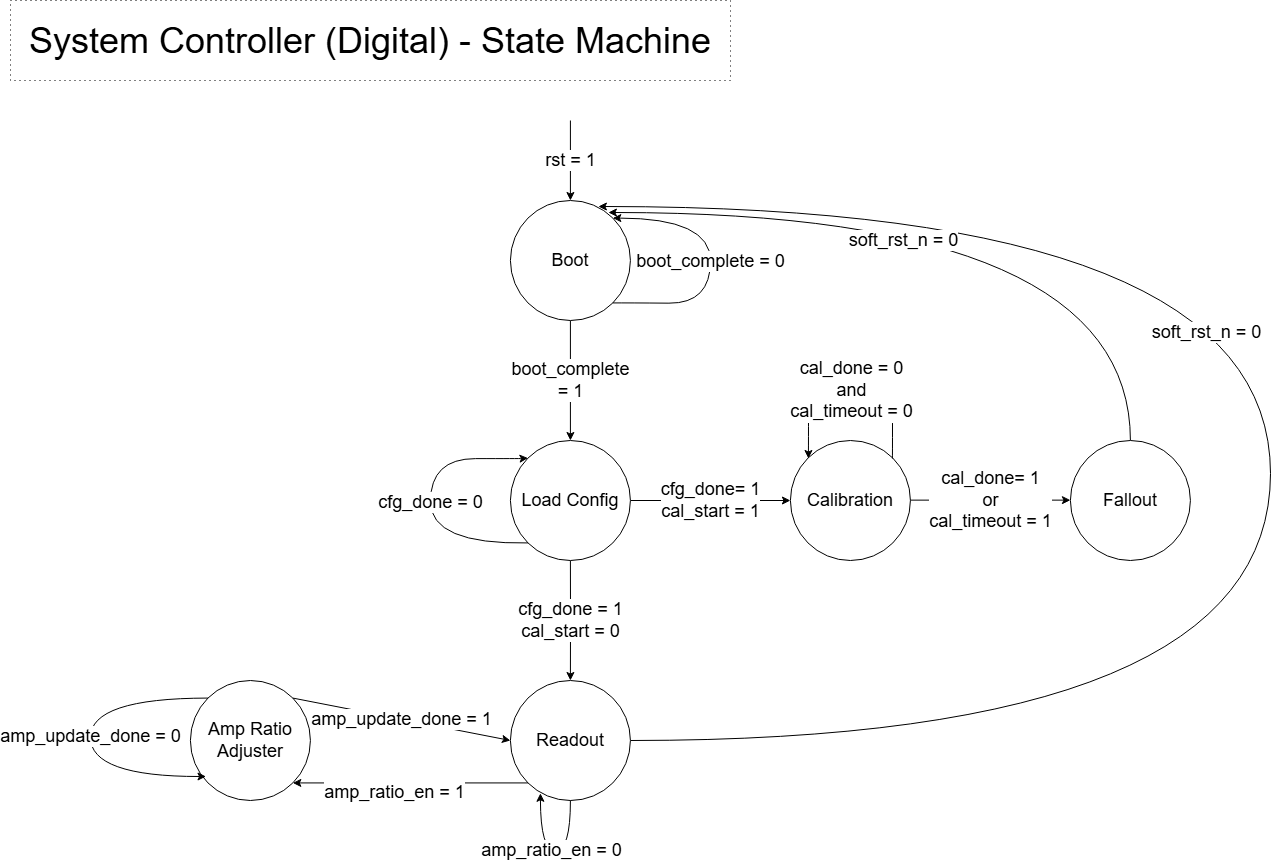 System Controller (Digital) - State Machine
rst = 1
Boot
boot_complete = 0
soft_rst_n = 0
soft_rst_n = 0
boot_complete
= 1
cal_done = 0
and
cal_timeout = 0
cfg_done = 0
Load Config
cfg_done= 1
cal_start = 1
Calibration
cal_done= 1
or
cal_timeout = 1
Fallout
cfg_done = 1
cal_start = 0
amp_update_done = 0
Amp Ratio
Adjuster
amp_update_done = 1
Readout
amp_ratio_en = 1
amp_ratio_en = 0